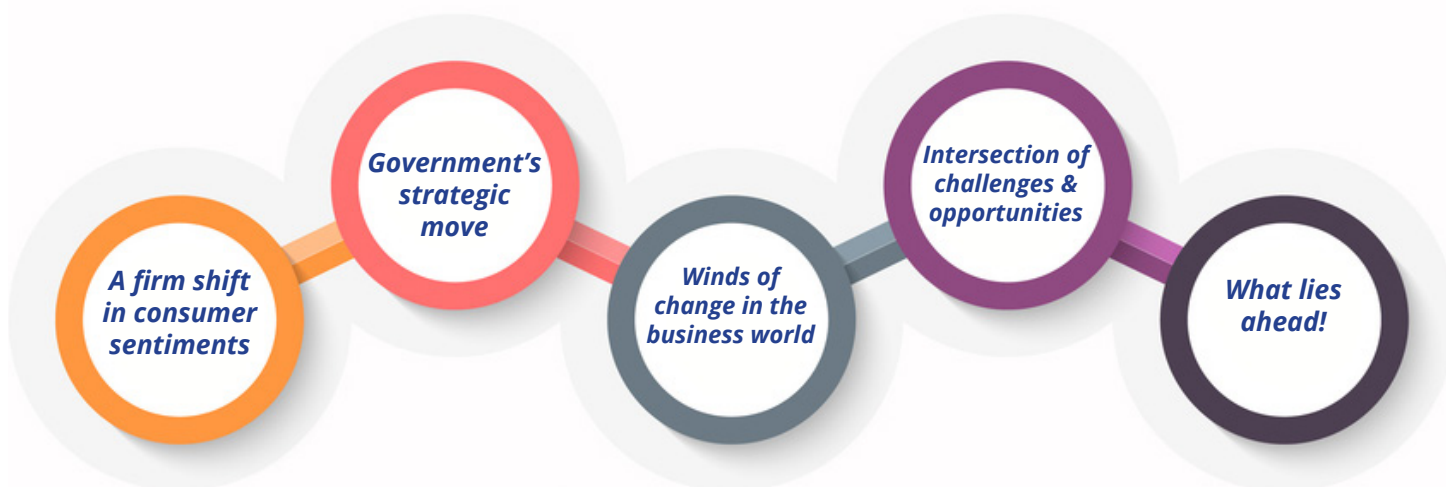 A firm shift
in consumer
sentiments
Government’s
strategic
move
Winds of
change in the
business world
Intersection of
challenges &
opportunities
What lies
ahead!